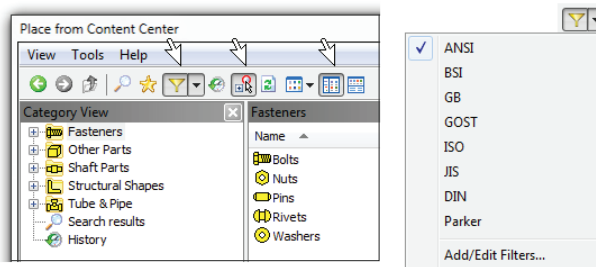 Place from Content Center
View Tools Help
Category View
Fasteners
Other Parts
Shaft Parts
Structural Shapes
Tube & Pipe
Search results
History
Fasteners
Name
Bolts
Nuts
Pins
Rivets
Washers
ANSI
BSI
GB
GOST
ISO
JIS
DIN
Parker
Add/Edit Filters...